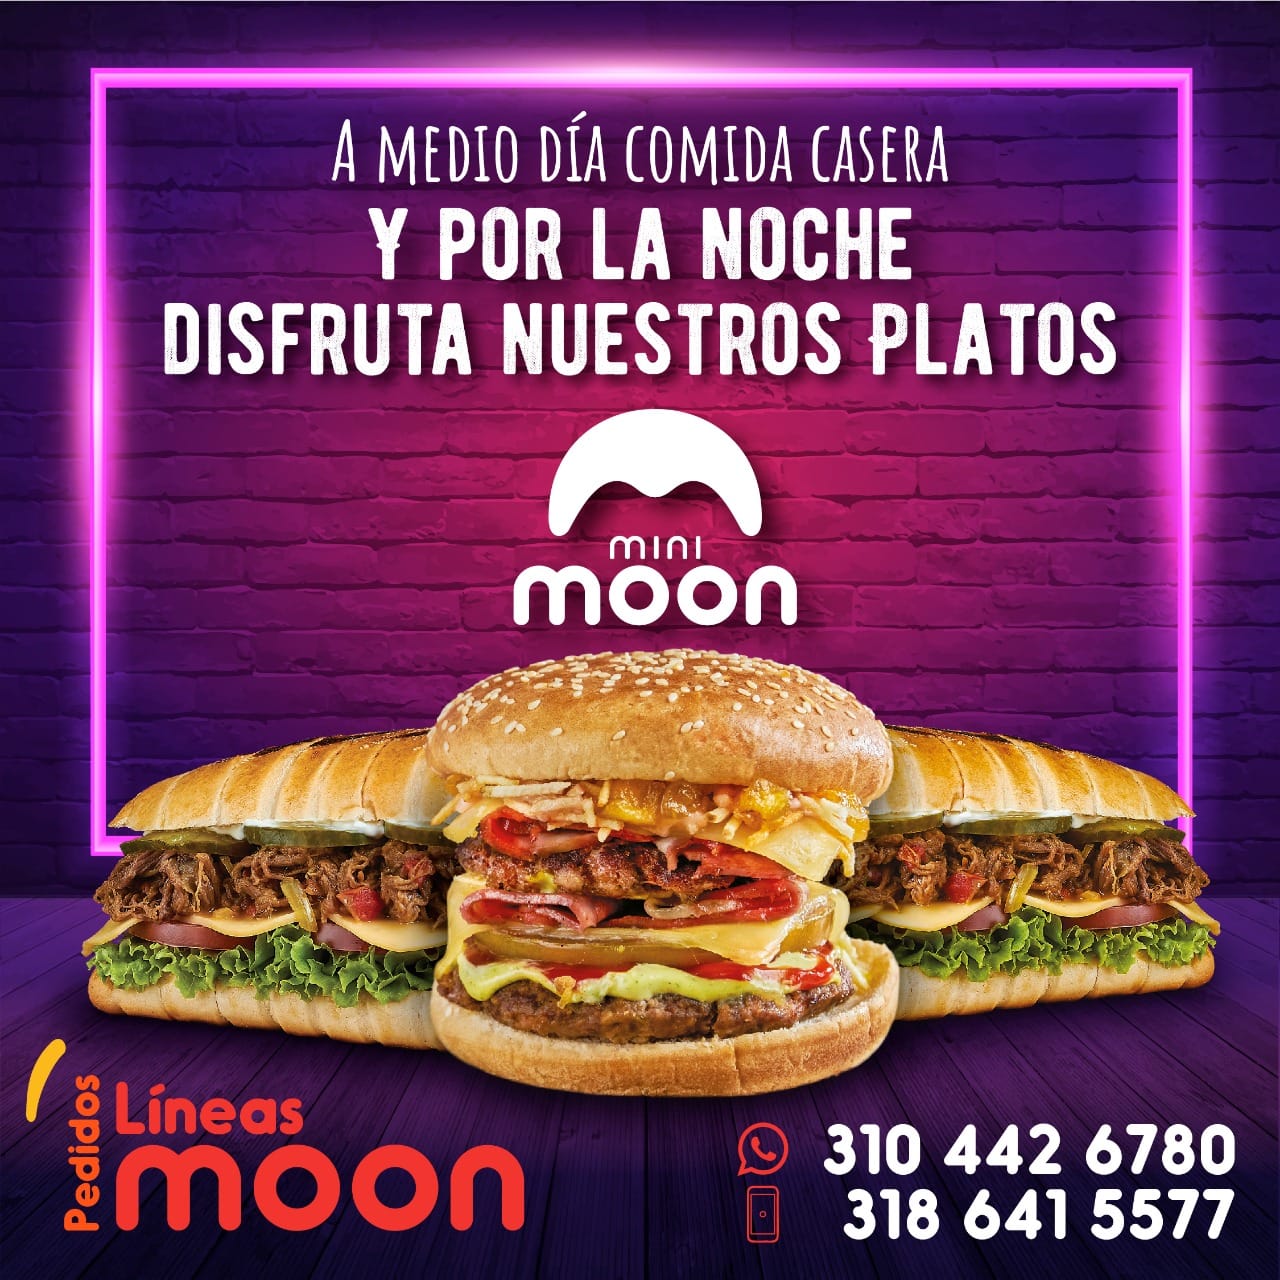 A MEDIO DÍA COMIDA CASERA
Y POR LA NOCHE
DISFRUTA NUESTROS PLATOS
mini
moon
Pedidos
Líneas
moon
310 442 6780
318 641 5577